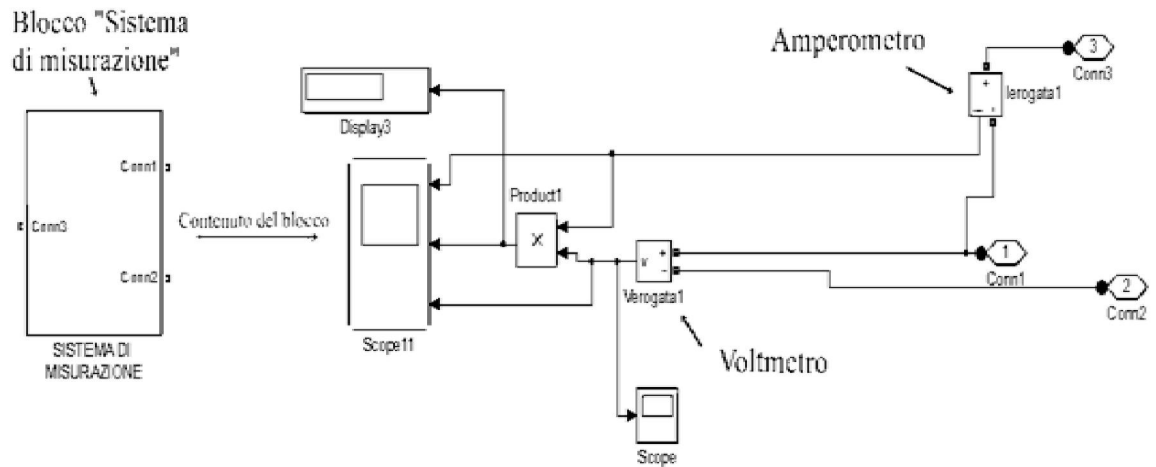 Blocco "Sistema
di misurazione"
Conn1
Conn3
Conn2
SISTEMA DI
MISURAZIONE
Contenuto del blocco
Display3
Scope11
Product1
X
v
+
−
Verogata1
Scope
Voltmetro
Amperometro
+
-
Ierogata1
3
Conn3
1
Conn1
2
Conn2